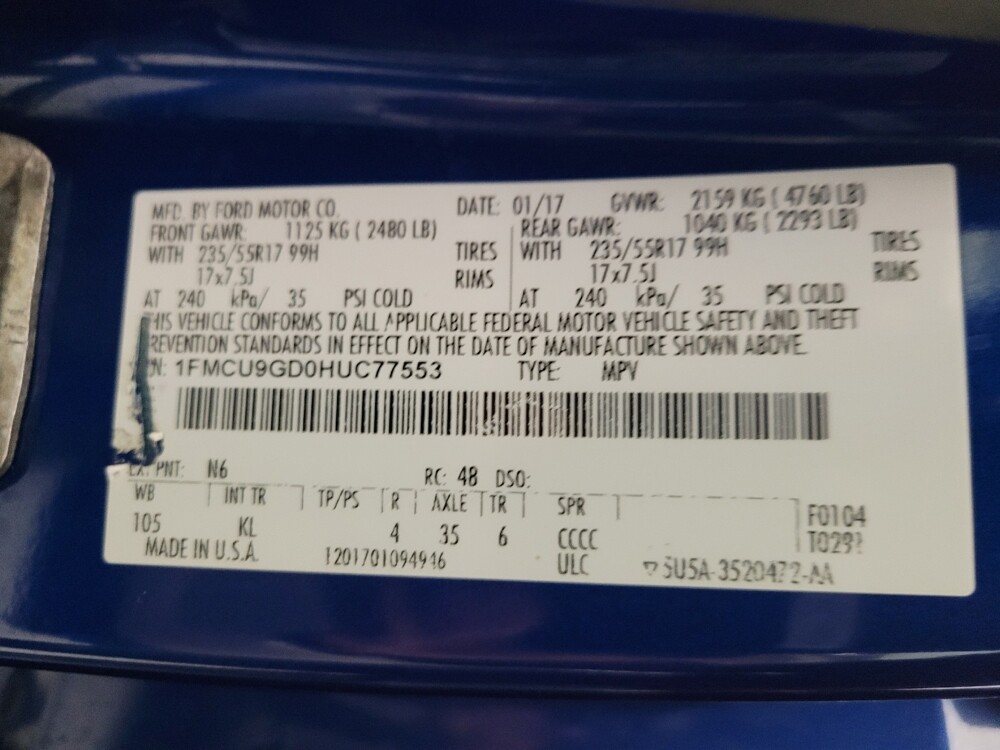 MFD. BY FORD MOTOR CO. DATE: 01/17 GVWR: 2159 KG ( 4760 LB)
FRONT GAWR: 1125 KG ( 2480 LB) REAR GAWR: 1040 KG ( 2293 LB)
WITH 235/55R17 99H TIRES WITH 235/55R17 99H TIRES
17x7.5J RIMS 17x7.5J RIMS
AT 240 kPa/ 35 PSI COLD AT 240 kPa/ 35 PSI COLD
THIS VEHICLE CONFORMS TO ALL APPLICABLE FEDERAL MOTOR VEHICLE SAFETY AND THEFT
REVENTION STANDARDS IN EFFECT ON THE DATE OF MANUFACTURE SHOWN ABOVE.
N: 1FMCU9GD0HUC77553 TYPE: MPV
EX. PNT: N6 RC: 48 DSO:
WB INT TR TP/PS R AXLE TR SPR
105 KL 4 35 6 CCCC F0104
MADE IN U.S.A. ULC